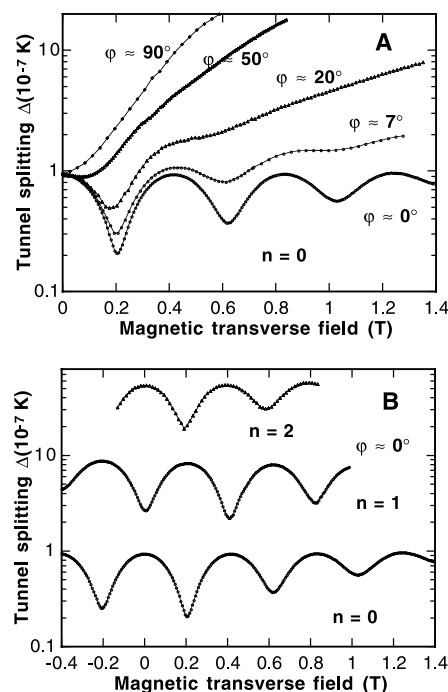 A
φ ≈ 90°
φ ≈ 50°
φ ≈ 20°
φ ≈ 7°
φ ≈ 0°
n = 0
10
1
0.1
Tunnel splitting Δ(10⁻⁷ K)
0 0.2 0.4 0.6 0.8 1 1.2 1.4
Magnetic transverse field (T)
B
n = 2
φ ≈ 0°
n = 1
n = 0
10
1
0.1
Tunnel splitting Δ(10⁻⁷ K)
-0.4 -0.2 0 0.2 0.4 0.6 0.8 1 1.2 1.4
Magnetic transverse field (T)